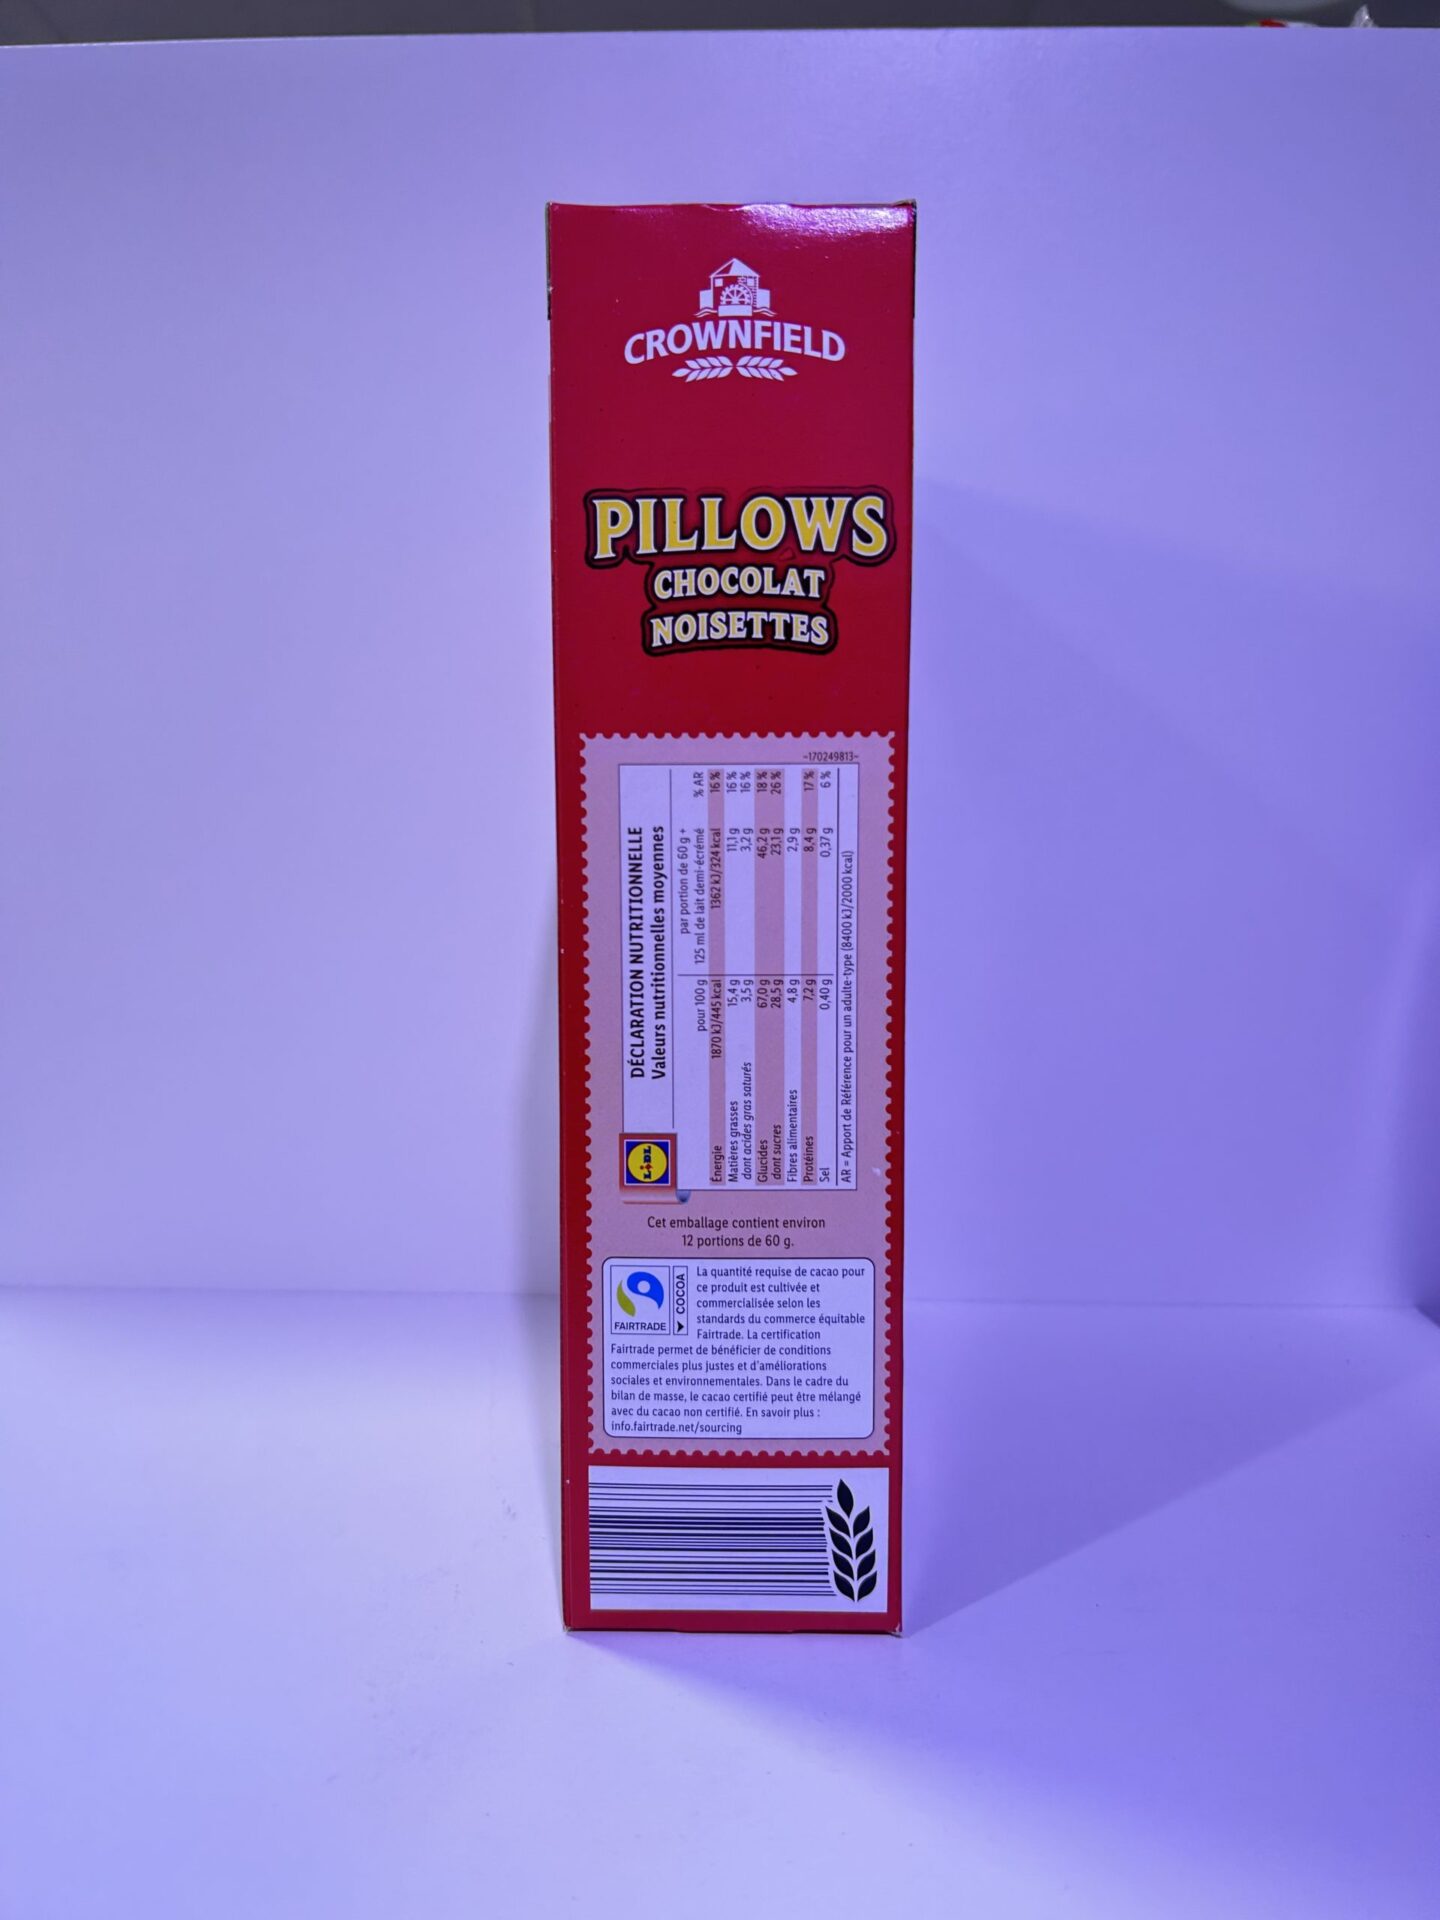 CROWNFIELD
PILLOWS
CHOCOLAT
NOISETTES
-170249813-
DÉCLARATION NUTRITIONNELLE
Valeurs nutritionnelles moyennes
pour 100 g par portion de 60 g + 125 ml de lait demi-écrémé % AR
Énergie 1870 kJ/445 kcal 1362 kJ/324 kcal 16 %
Matières grasses 15,4 g 11,1 g 16 %
dont acides gras saturés 3,5 g 3,2 g 16 %
Glucides 67,0 g 46,2 g 18 %
dont sucres 28,5 g 23,1 g 26 %
Fibres alimentaires 4,8 g 2,9 g
Protéines 7,2 g 8,4 g 17 %
Sel 0,40 g 0,37 g 6 %
AR = Apport de Référence pour un adulte-type (8400 kJ/2000 kcal)
LIDL
Cet emballage contient environ
12 portions de 60 g.
FAIRTRADE
COCOA
La quantité requise de cacao pour
ce produit est cultivée et
commercialisée selon les
standards du commerce équitable
Fairtrade. La certification
Fairtrade permet de bénéficier de conditions
commerciales plus justes et d'améliorations
sociales et environnementales. Dans le cadre du
bilan de masse, le cacao certifié peut être mélangé
avec du cacao non certifié. En savoir plus :
info.fairtrade.net/sourcing